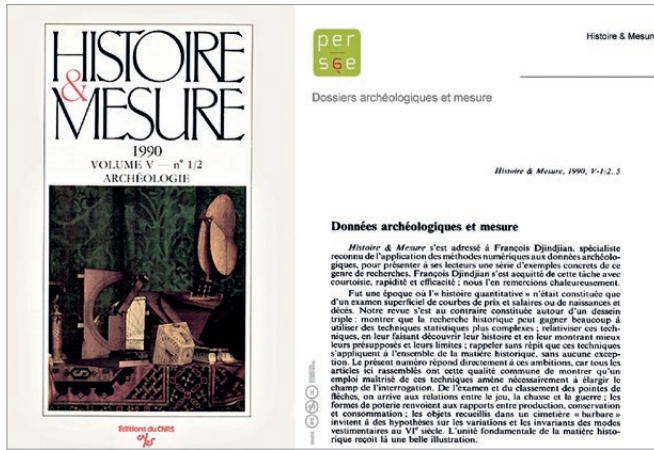 HISTOIRE
&
MESURE
1990
VOLUME V — n° 1/2
ARCHÉOLOGIE
Éditions du CNRS
persée
Histoire & Mesure
Dossiers archéologiques et mesure
Histoire & Mesure, 1990, V-1/2, 5
Données archéologiques et mesure
Histoire & Mesure s'est adressé à François Djindjian, spécialiste
reconnu de l'application des méthodes numériques aux données archéolo-
giques, pour présenter à ses lecteurs une série d'exemples concrets de ce
genre de recherches. François Djindjian s'est acquitté de cette tâche avec
courtoisie, rapidité et efficacité ; nous l'en remercions chaleureusement.
Fut une époque où l'« histoire quantitative » n'était constituée que
d'un examen superficiel de courbes de prix et salaires ou de naissances et
décès. Notre revue s'est au contraire constituée autour d'un dessein
triple : montrer que la recherche historique peut gagner beaucoup à
utiliser des techniques statistiques plus complexes ; relativiser ces tech-
niques, en leur faisant découvrir leur histoire et en leur montrant mieux
leurs présupposés et leurs limites ; rappeler sans répit que ces techniques
s'appliquent à l'ensemble de la matière historique, sans aucune excep-
tion. Le présent numéro répond directement à ces ambitions, car tous les
articles ici rassemblés ont cette qualité commune de montrer qu'un
emploi maîtrisé de ces techniques amène nécessairement à élargir le
champ de l'interrogation. De l'examen et du classement des pointes de
flèches, on arrive aux relations entre le jeu, la chasse et la guerre ; les
formes de poterie renvoient aux rapports entre production, conservation
et consommation ; les objets recueillis dans un cimetière « barbare »
invitent à des hypothèses sur les variations et les invariants des modes
vestimentaires au VIe siècle. L'unité fondamentale de la matière histo-
rique reçoit là une belle illustration.